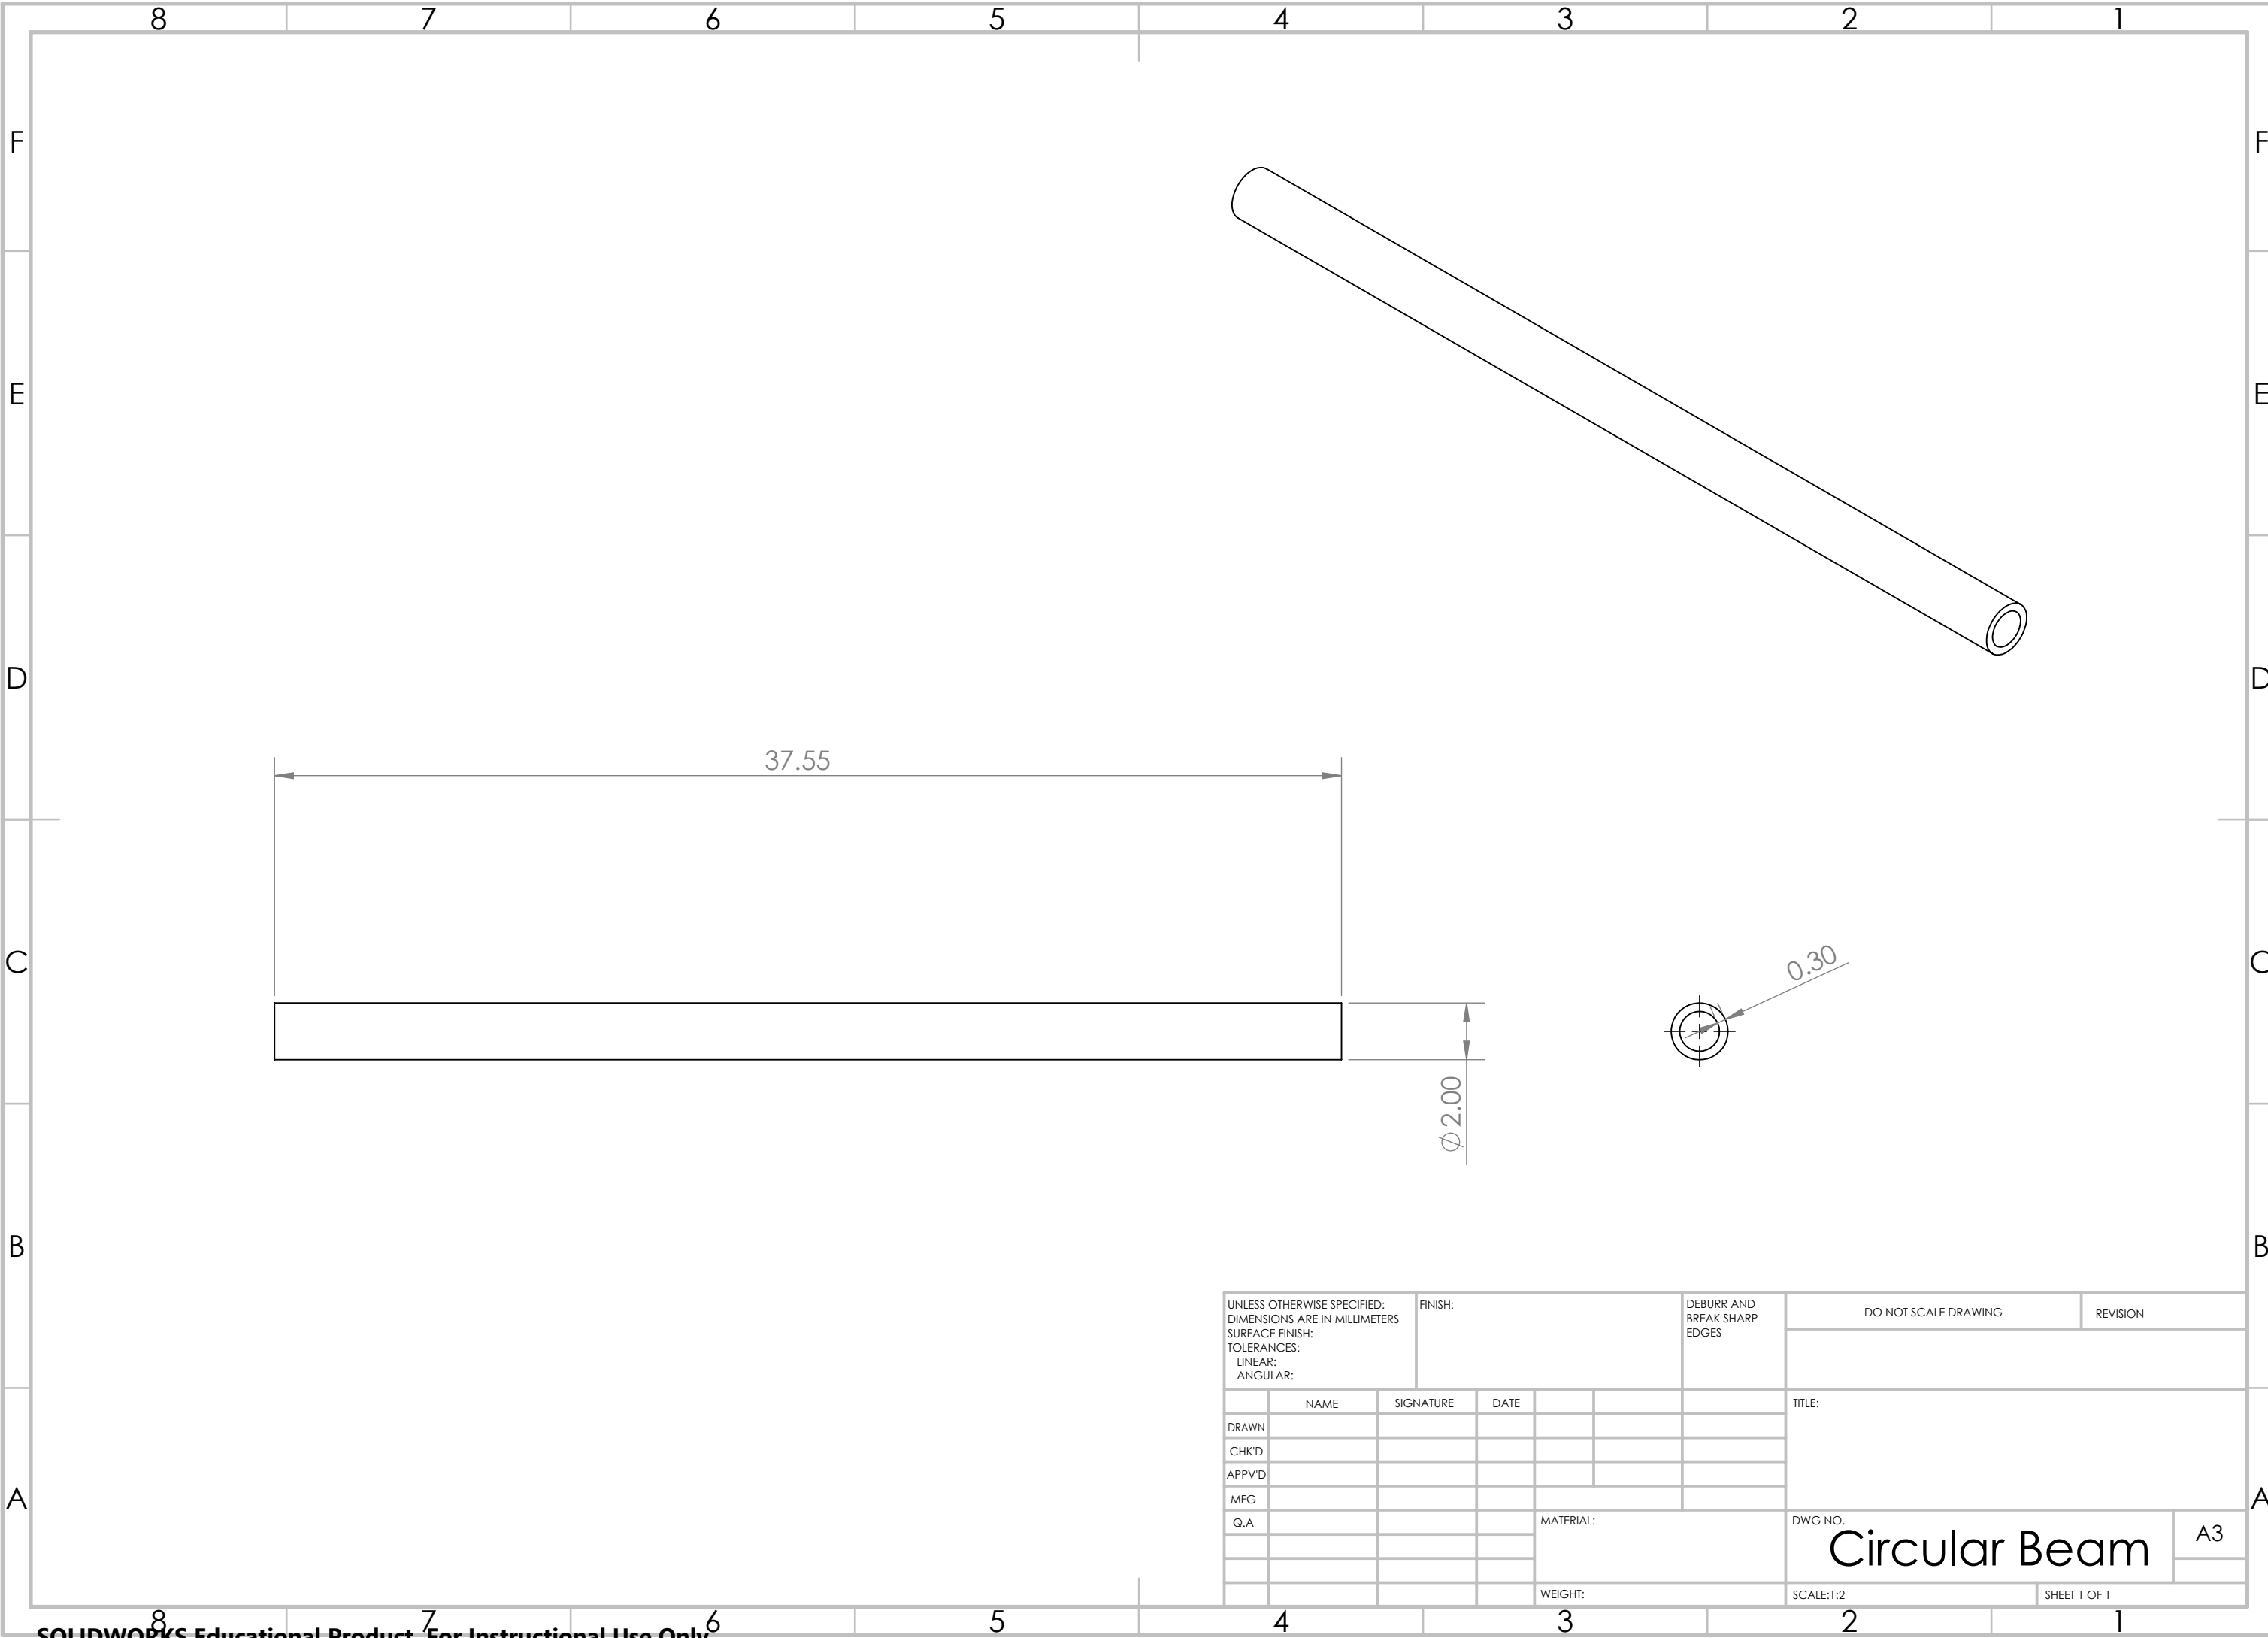 8 7 6 5 4 3 2 1
F F
E E
D D
C C
B B
A A
37.55
0.30
∅2.00
UNLESS OTHERWISE SPECIFIED:
DIMENSIONS ARE IN MILLIMETERS
SURFACE FINISH:
TOLERANCES:
LINEAR:
ANGULAR:
FINISH:
DEBURR AND
BREAK SHARP
EDGES
DO NOT SCALE DRAWING
REVISION
NAME SIGNATURE DATE
DRAWN
CHK'D
APPV'D
MFG
Q.A
TITLE:
MATERIAL:
DWG NO.
Circular Beam
A3
WEIGHT:
SCALE:1:2
SHEET 1 OF 1
8 7 6 5 4 3 2 1
SOLIDWORKS Educational Product. For Instructional Use Only.